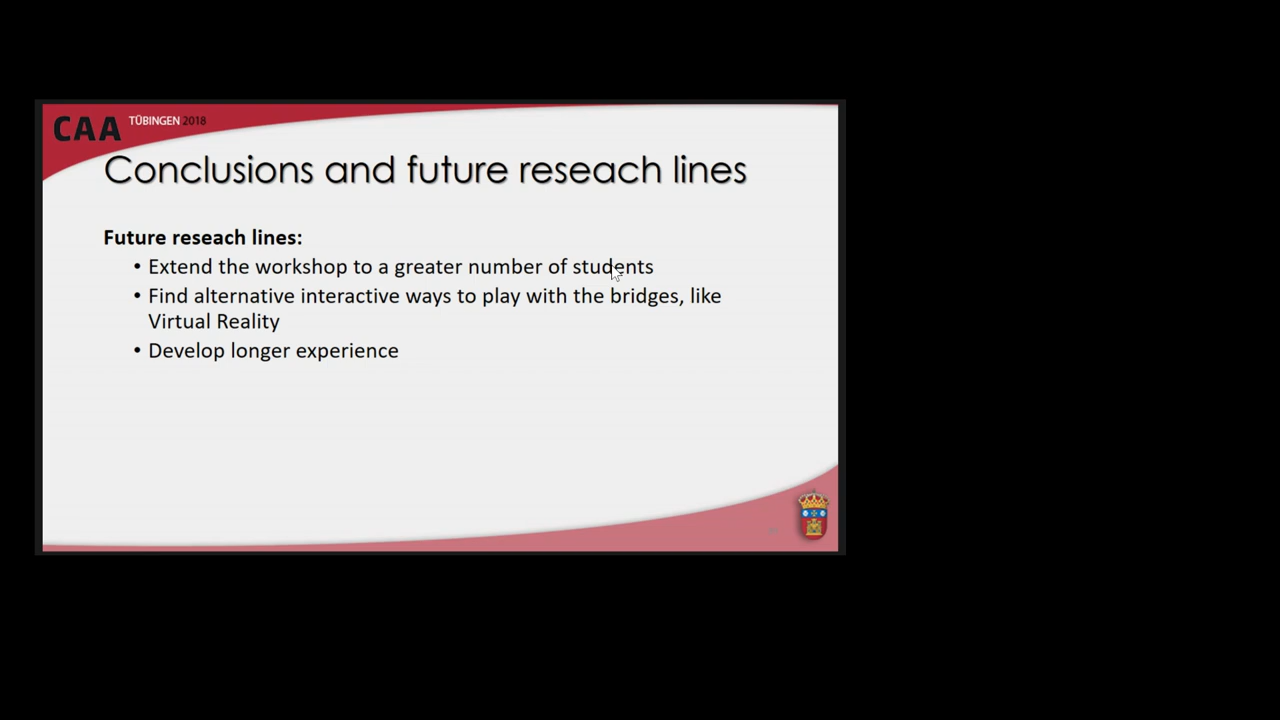 CAA TÜBINGEN 2018
Conclusions and future reseach lines
Future reseach lines:
• Extend the workshop to a greater number of students
• Find alternative interactive ways to play with the bridges, like
Virtual Reality
• Develop longer experience